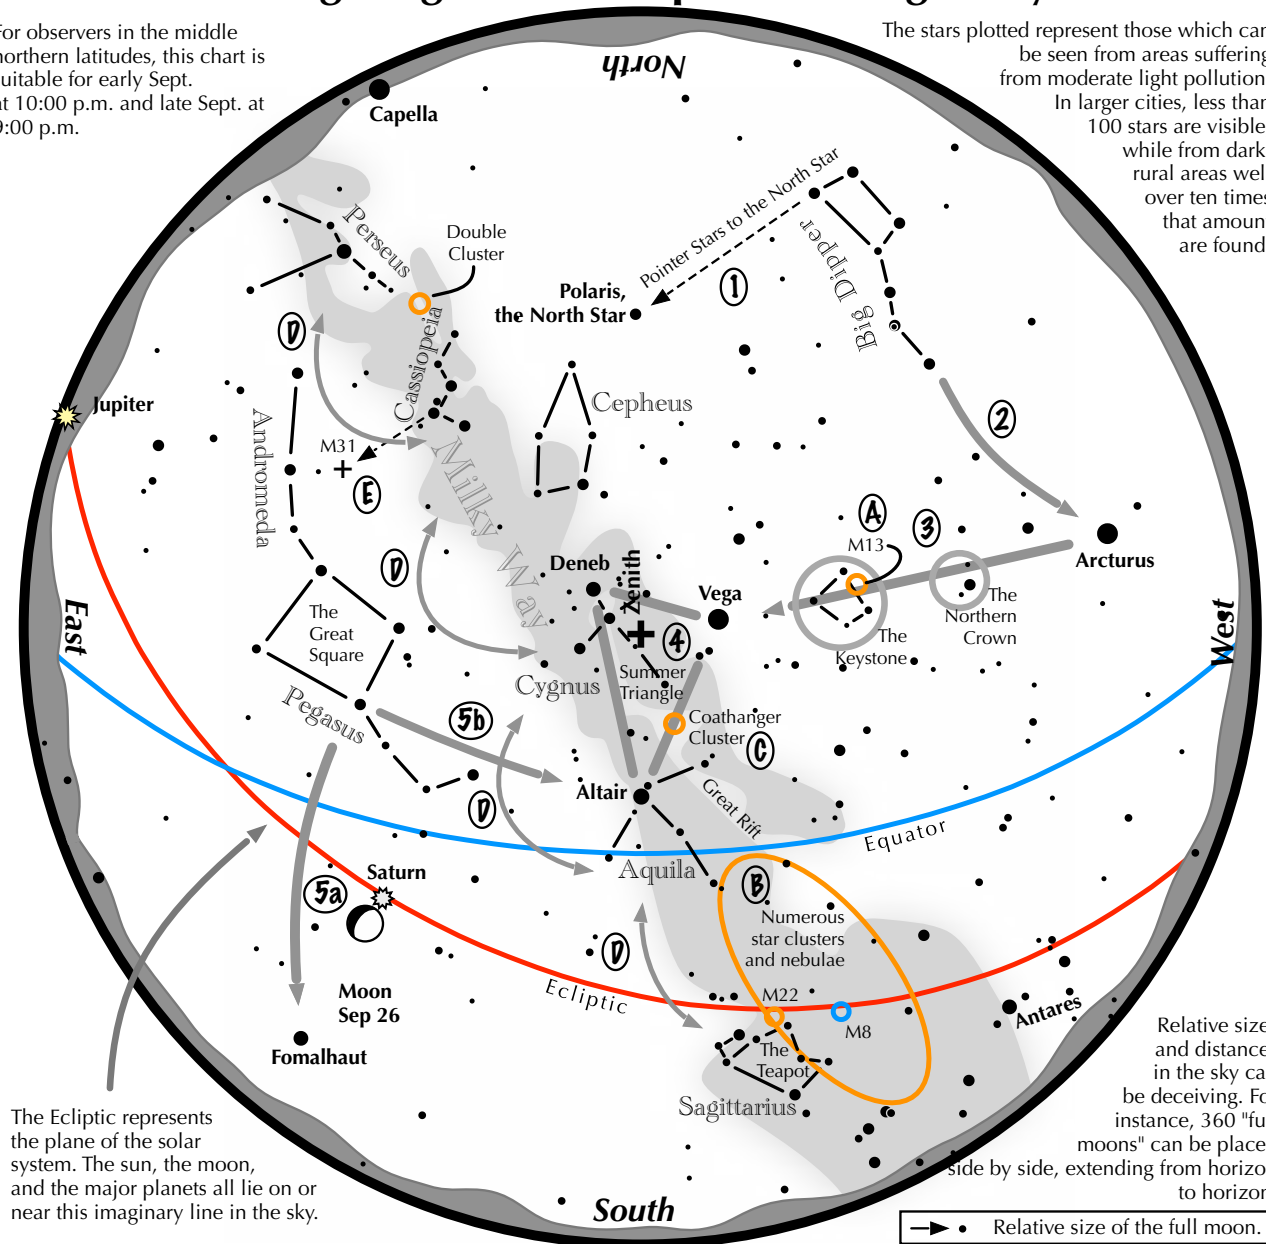 For observers in the middle
northern latitudes, this chart is
suitable for early Sept.
at 10:00 p.m. and late Sept. at
9:00 p.m.
The stars plotted represent those which can
be seen from areas suffering
from moderate light pollution
In larger cities, less than
100 stars are visible
while from dark
rural areas wel
over ten times
that amoun
are found
North
Capella
Perseus
Double
Cluster
Pointer Stars to the North Star
1
Big Dipper
Polaris,
the North Star
D
Cassiopeia
Cepheus
Jupiter
2
Andromeda
M31
E
Milky Way
A
M13
3
Arcturus
D
Deneb
Zenith
Vega
East
The
Great
Square
4
The
Keystone
The
Northern
Crown
West
Cygnus
Summer
Triangle
Pegasus
5b
Coathanger
Cluster
C
D
Altair
Great Rift
Equator
Aquila
Saturn
5a
B
Numerous
star clusters
and nebulae
D
Ecliptic
Moon
Sep 26
M22
M8
Antares
Fomalhaut
The
Teapot
Sagittarius
The Ecliptic represents
the plane of the solar
system. The sun, the moon,
and the major planets all lie on or
near this imaginary line in the sky.
Relative size
and distance
in the sky ca
be deceiving. Fo
instance, 360 "fu
moons" can be place
side by side, extending from horizo
to horizon
South
Relative size of the full moon.